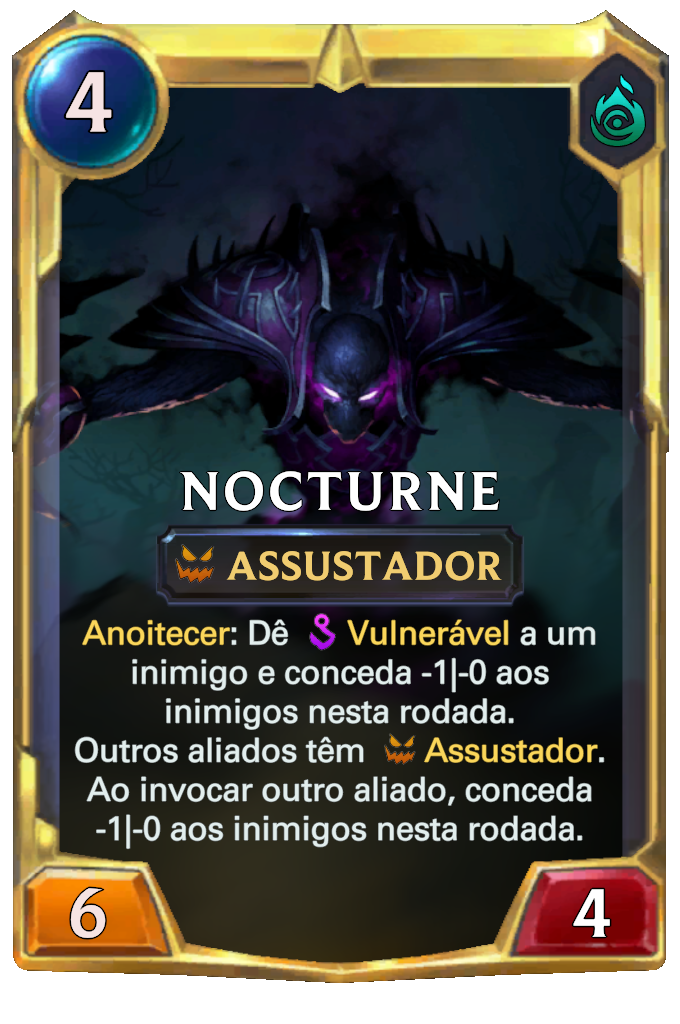 4
NOCTURNE
ASSUSTADOR
Anoitecer: Dê Vulnerável a um
inimigo e conceda -1|-0 aos
inimigos nesta rodada.
Outros aliados têm Assustador.
Ao invocar outro aliado, conceda
-1|-0 aos inimigos nesta rodada.
6
4